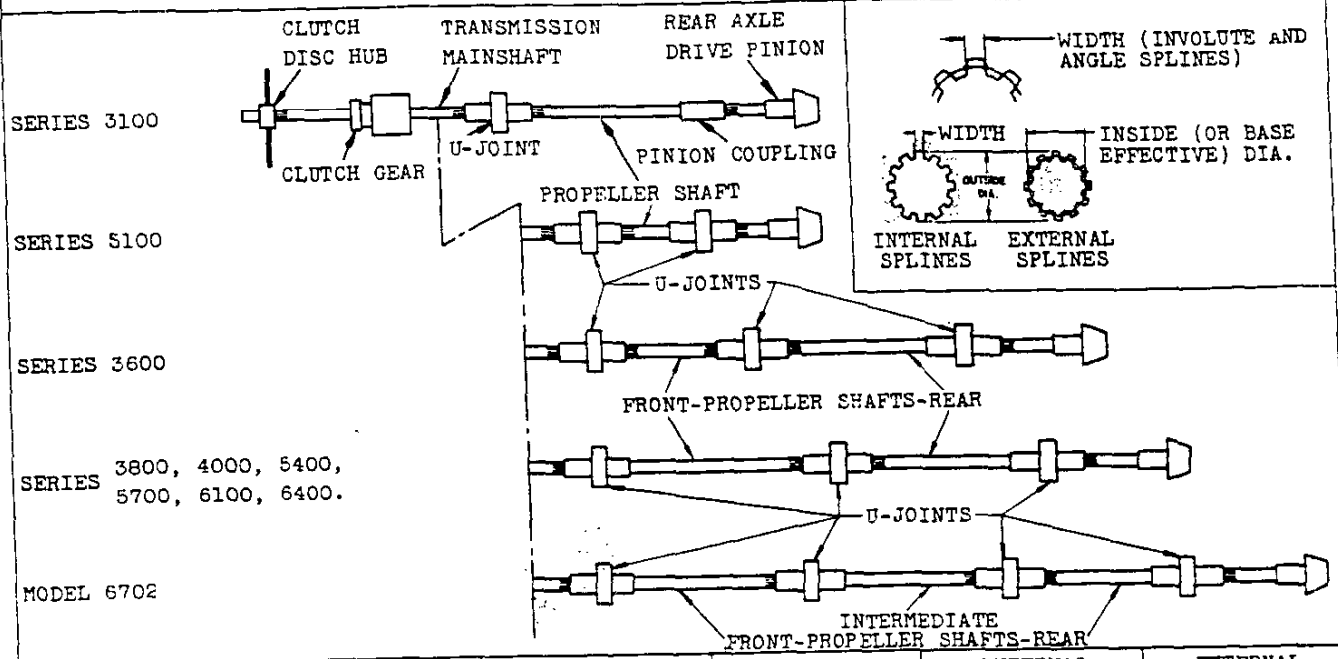 CLUTCH
DISC HUB
TRANSMISSION
MAINSHAFT
REAR AXLE
DRIVE PINION
SERIES 3100
U-JOINT
PINION COUPLING
CLUTCH GEAR
PROPELLER SHAFT
SERIES 5100
U-JOINTS
SERIES 3600
FRONT-PROPELLER SHAFTS-REAR
SERIES 3800, 4000, 5400,
5700, 6100, 6400.
U-JOINTS
MODEL 6702
INTERMEDIATE
FRONT-PROPELLER SHAFTS-REAR
WIDTH (INVOLUTE AND
ANGLE SPLINES)
WIDTH
INSIDE (OR BASE
EFFECTIVE) DIA.
OUTSIDE
DIA.
INTERNAL
SPLINES
EXTERNAL
SPLINES